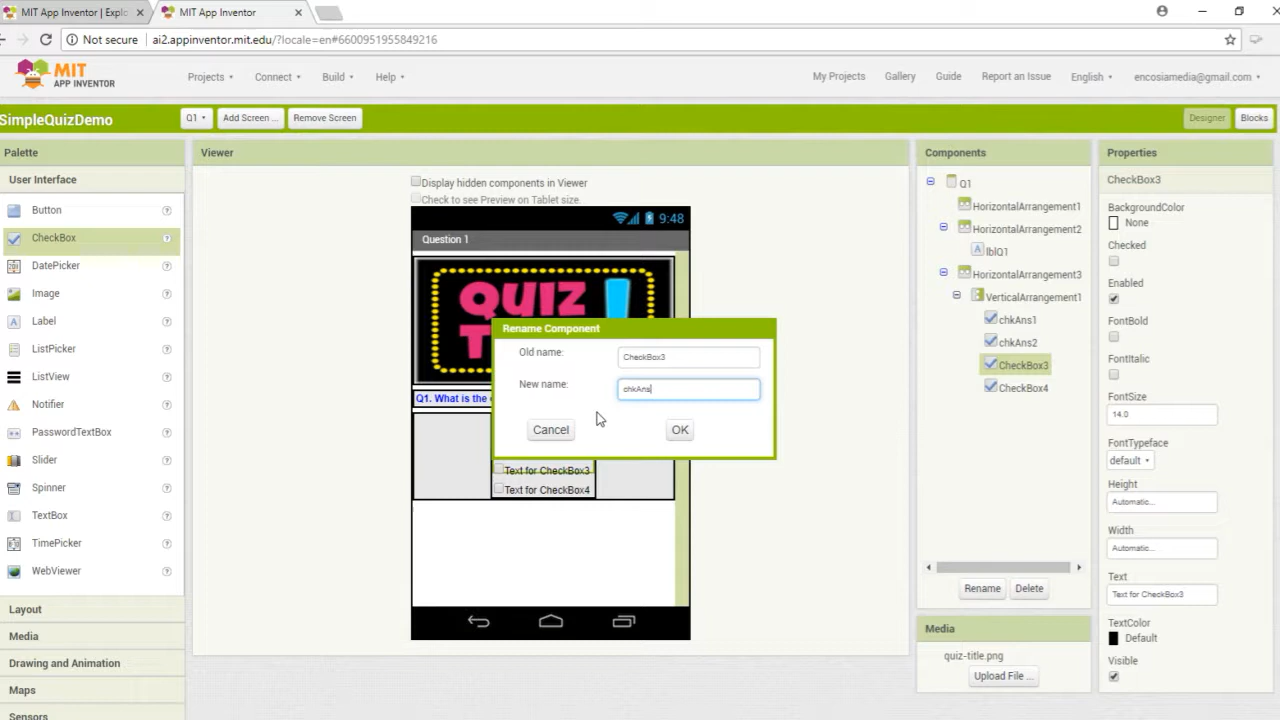 MIT App Inventor | Explo
MIT App Inventor
Not secure
ai2.appinventor.mit.edu/?locale=en#6600951955849216
MIT
APP INVENTOR
Projects
Connect
Build
Help
My Projects
Gallery
Guide
Report an Issue
English
encosiamedia@gmail.com
SimpleQuizDemo
Q1
Add Screen ...
Remove Screen
Designer
Blocks
Palette
User Interface
Button
CheckBox
DatePicker
Image
Label
ListPicker
ListView
Notifier
PasswordTextBox
Slider
Spinner
TextBox
TimePicker
WebViewer
Layout
Media
Drawing and Animation
Maps
Sensors
Viewer
Display hidden components in Viewer
Check to see Preview on Tablet size.
9:48
Question 1
QUIZ
T
Q1. What is the
Rename Component
Old name:
CheckBox3
New name:
chkAns
Cancel
OK
Text for CheckBox3
Text for CheckBox4
Components
Q1
HorizontalArrangement1
HorizontalArrangement2
lblQ1
HorizontalArrangement3
VerticalArrangement1
chkAns1
chkAns2
CheckBox3
CheckBox4
Rename
Delete
Media
quiz-title.png
Upload File ...
Properties
CheckBox3
BackgroundColor
None
Checked
Enabled
FontBold
FontItalic
FontSize
14.0
FontTypeface
default
Height
Automatic...
Width
Automatic...
Text
Text for CheckBox3
TextColor
Default
Visible